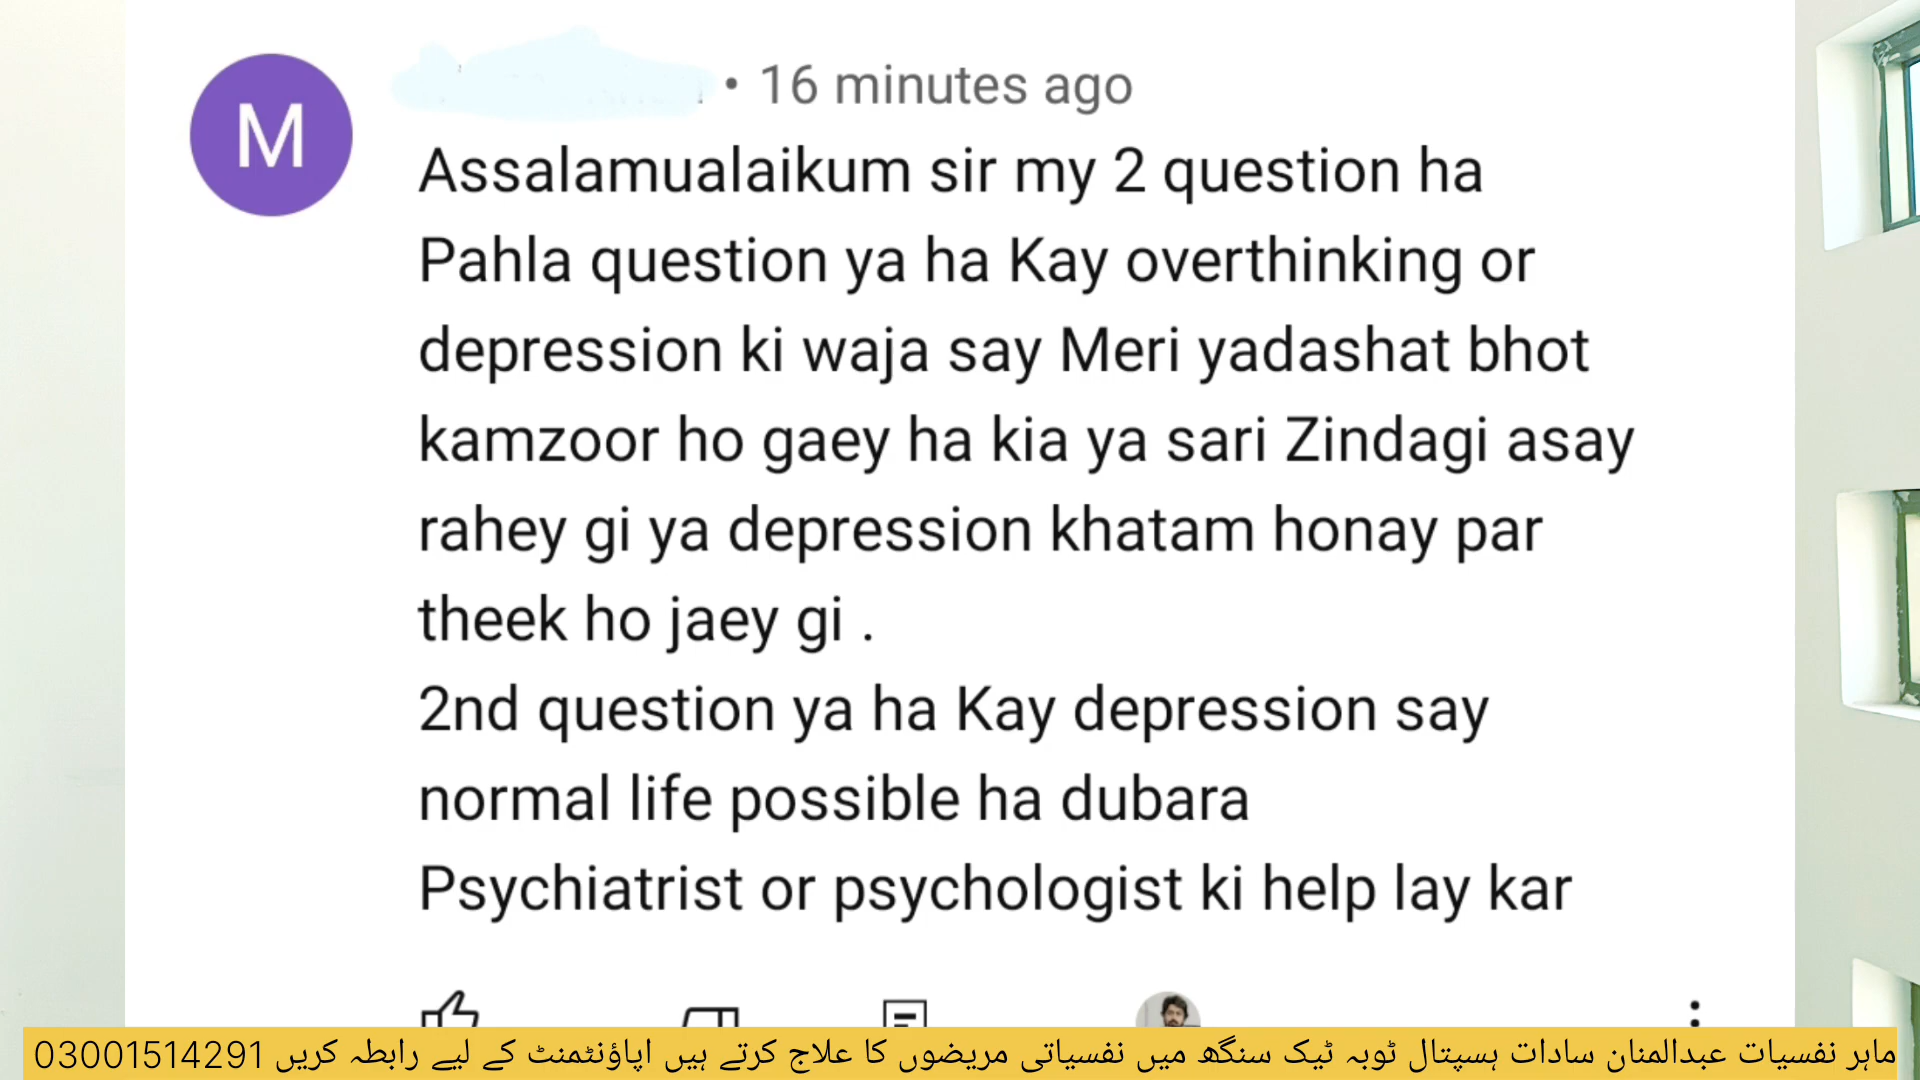 M
• 16 minutes ago
Assalamualaikum sir my 2 question ha
Pahla question ya ha Kay overthinking or
depression ki waja say Meri yadashat bhot
kamzoor ho gaey ha kia ya sari Zindagi asay
rahey gi ya depression khatam honay par
theek ho jaey gi .
2nd question ya ha Kay depression say
normal life possible ha dubara
Psychiatrist or psychologist ki help lay kar
ماہر نفسیات عبدالمنان سادات ہسپتال ٹوبہ ٹیک سنگھ میں نفسیاتی مریضوں کا علاج کرتے ہیں اپاؤنٹمنٹ کے لیے رابطہ کریں 03001514291